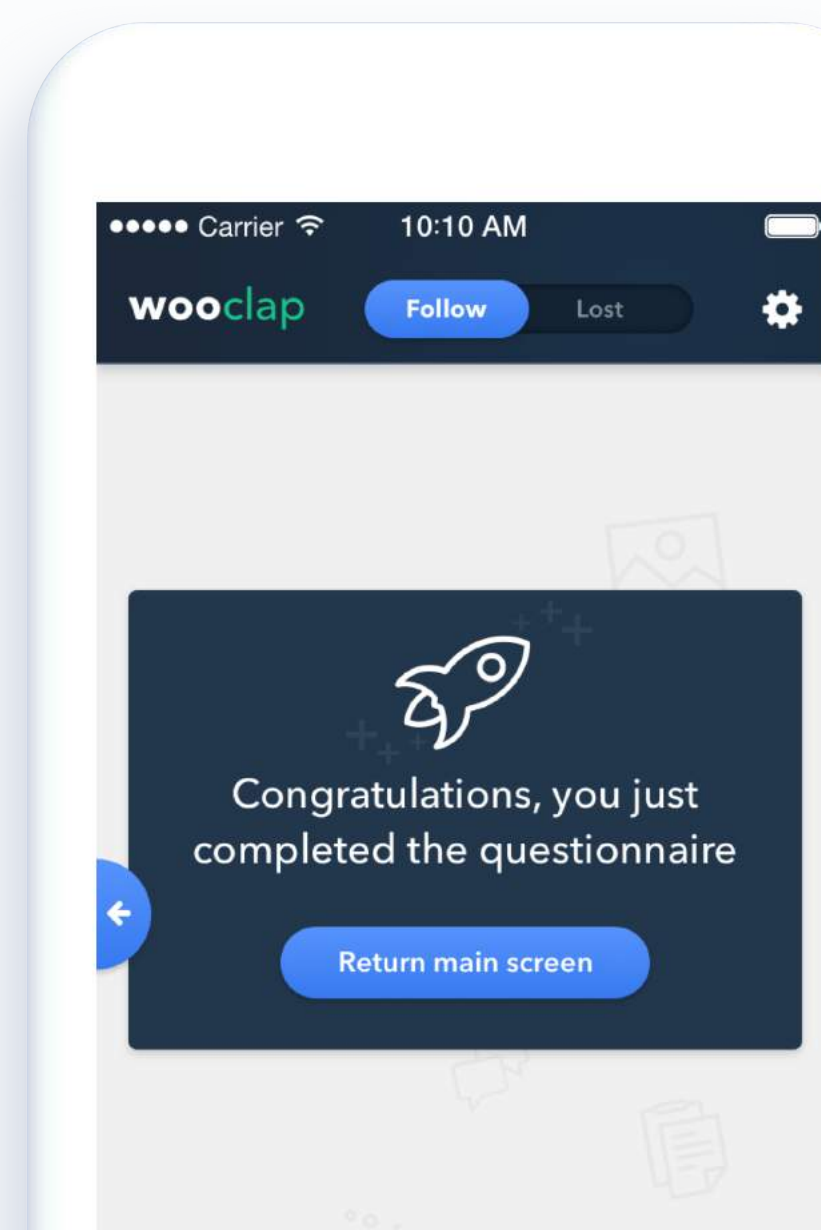 Carrier 10:10 AM
wooclap Follow Lost
Congratulations, you just
completed the questionnaire
Return main screen